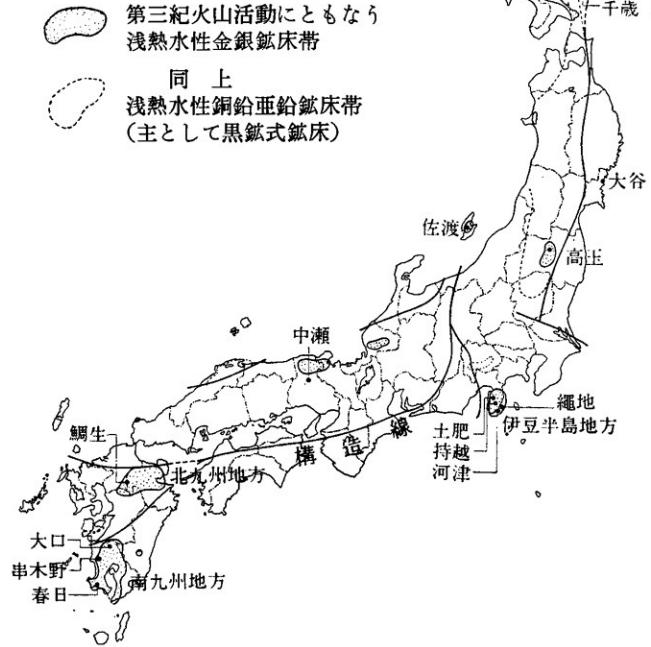 第三紀火山活動にともなう
浅熱水性金銀鉱床帯
同上
浅熱水性銅鉛亜鉛鉱床帯
(主として黒鉱式鉱床)
千歳
大谷
佐渡
高玉
中瀬
縄地
伊豆半島地方
土肥
持越
河津
構造線
鯛生
北九州地方
大口
串木野
春日
南九州地方